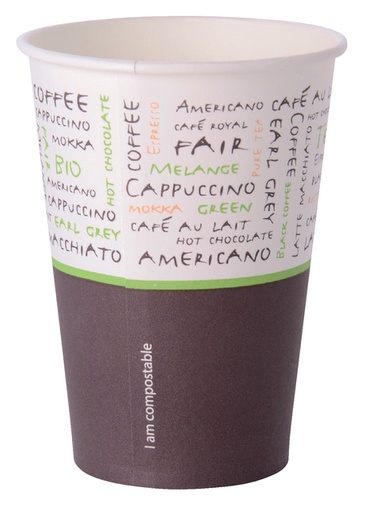 COFFEE
CAPPUCCINO
MOKKA
BIO
AMERICANO
CAPPUCCINO
HOT EARL GREY
MACCHIATO
HOT CHOCOLATE
COFFEE
ESPRESSO
AMERICANO
CAFÉ ROYAL
FAIR
MELANGE
CAPPUCCINO
MOKKA GREEN
CAFÉ AU LAIT
HOT CHOCOLATE
AMERICANO
PURE TEA
EARL GREY
BLACK COFFEE
CAFÉ AU
HOT
COFFEE
LATTE MACCHIATO
I am compostable